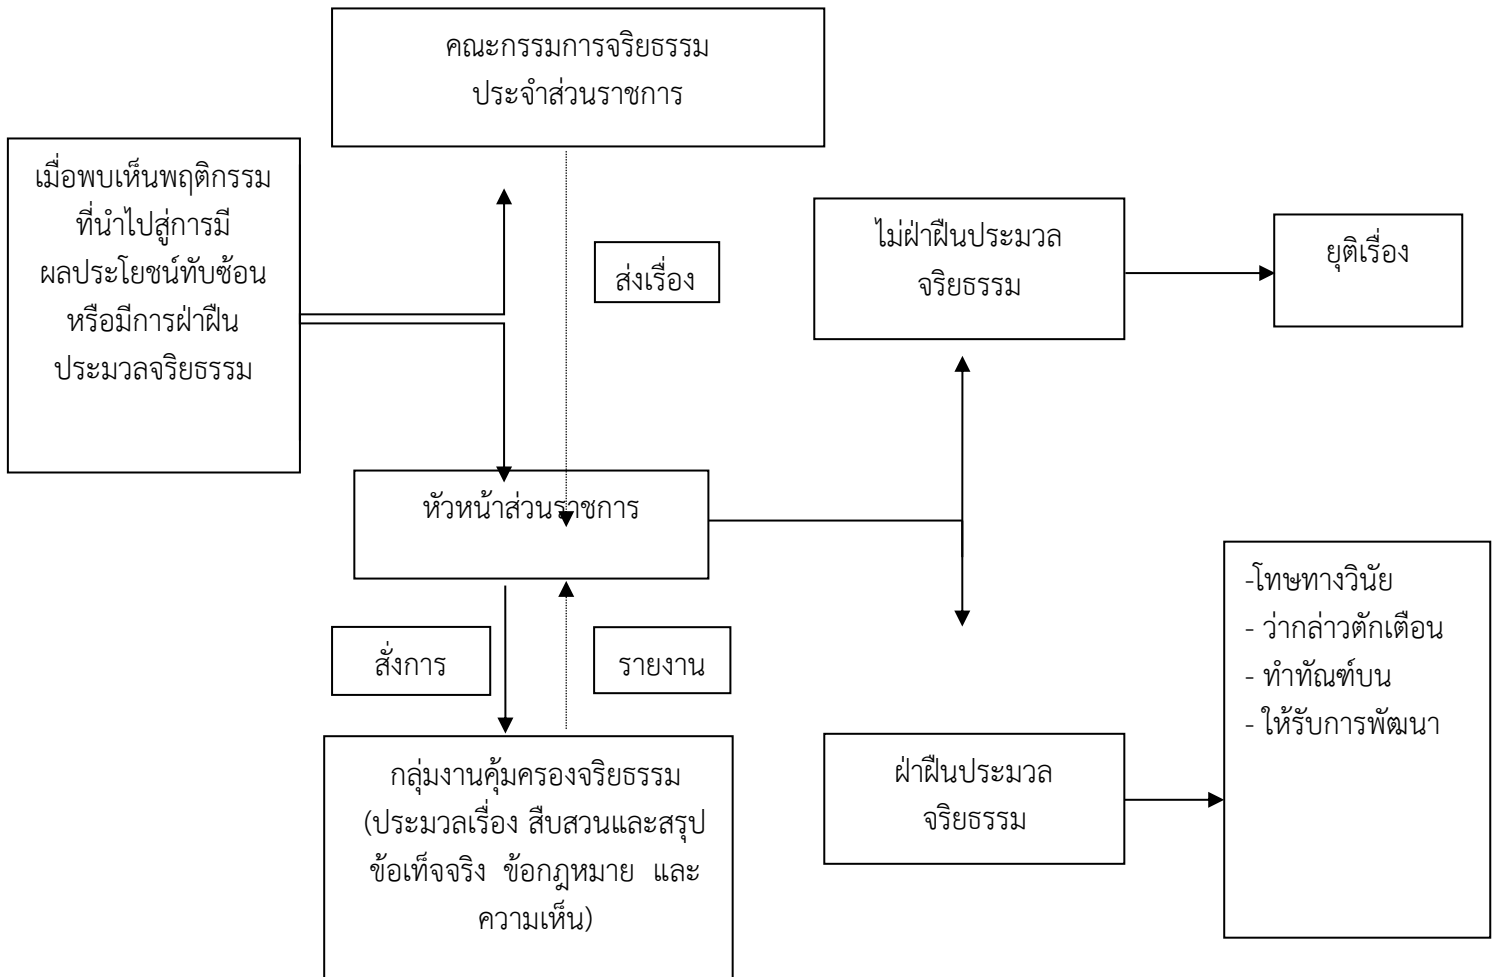 คณะกรรมการจริยธรรม
ประจำส่วนราชการ
เมื่อพบเห็นพฤติกรรม
ที่นำไปสู่การมี
ผลประโยชน์ทับซ้อน
หรือมีการฝ่าฝืน
ประมวลจริยธรรม
ส่งเรื่อง
ไม่ฝ่าฝืนประมวล
จริยธรรม
ยุติเรื่อง
หัวหน้าส่วนราชการ
สั่งการ
รายงาน
กลุ่มงานคุ้มครองจริยธรรม
(ประมวลเรื่อง สืบสวนและสรุป
ข้อเท็จจริง ข้อกฎหมาย และ
ความเห็น)
ฝ่าฝืนประมวล
จริยธรรม
-โทษทางวินัย
- ว่ากล่าวตักเตือน
- ทำทัณฑ์บน
- ให้รับการพัฒนา